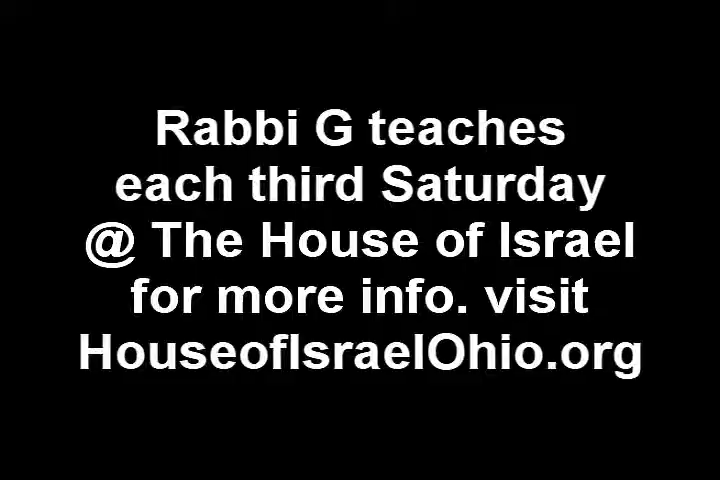 Rabbi G teaches
each third Saturday
@ The House of Israel
for more info. visit
HouseofIsraelOhio.org